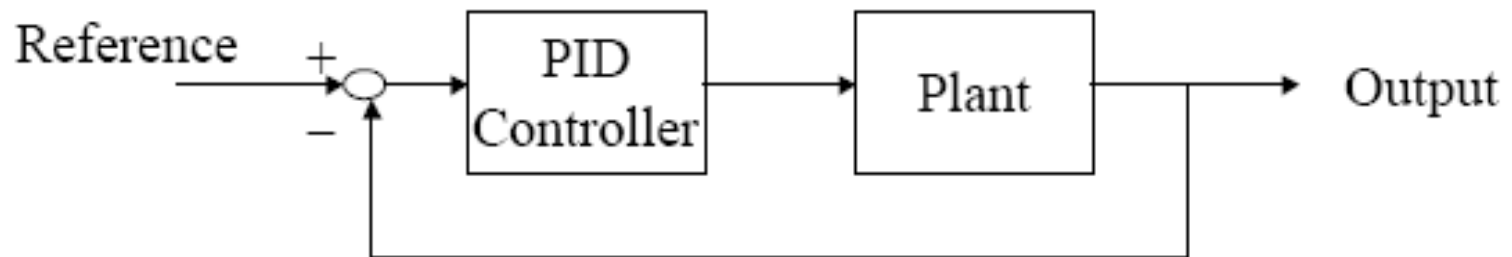 Reference
+
−
PID
Controller
Plant
Output